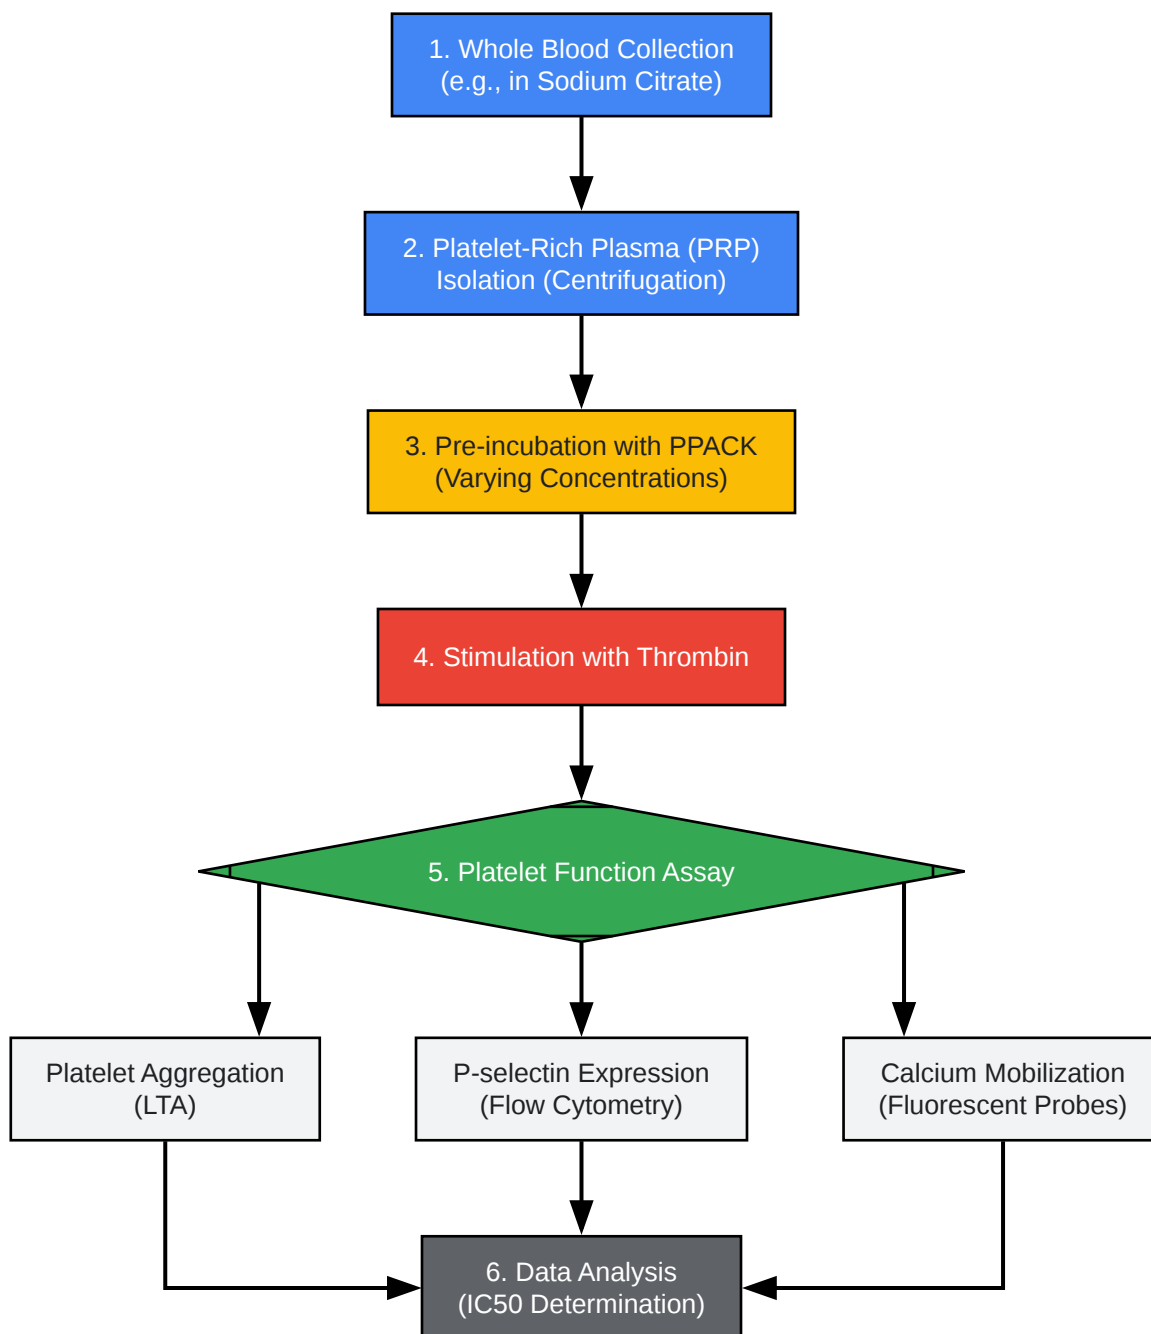 1. Whole Blood Collection
(e.g., in Sodium Citrate)
2. Platelet-Rich Plasma (PRP)
Isolation (Centrifugation)
3. Pre-incubation with PPACK
(Varying Concentrations)
4. Stimulation with Thrombin
5. Platelet Function Assay
Platelet Aggregation
(LTA)
P-selectin Expression
(Flow Cytometry)
Calcium Mobilization
(Fluorescent Probes)
6. Data Analysis
(IC50 Determination)